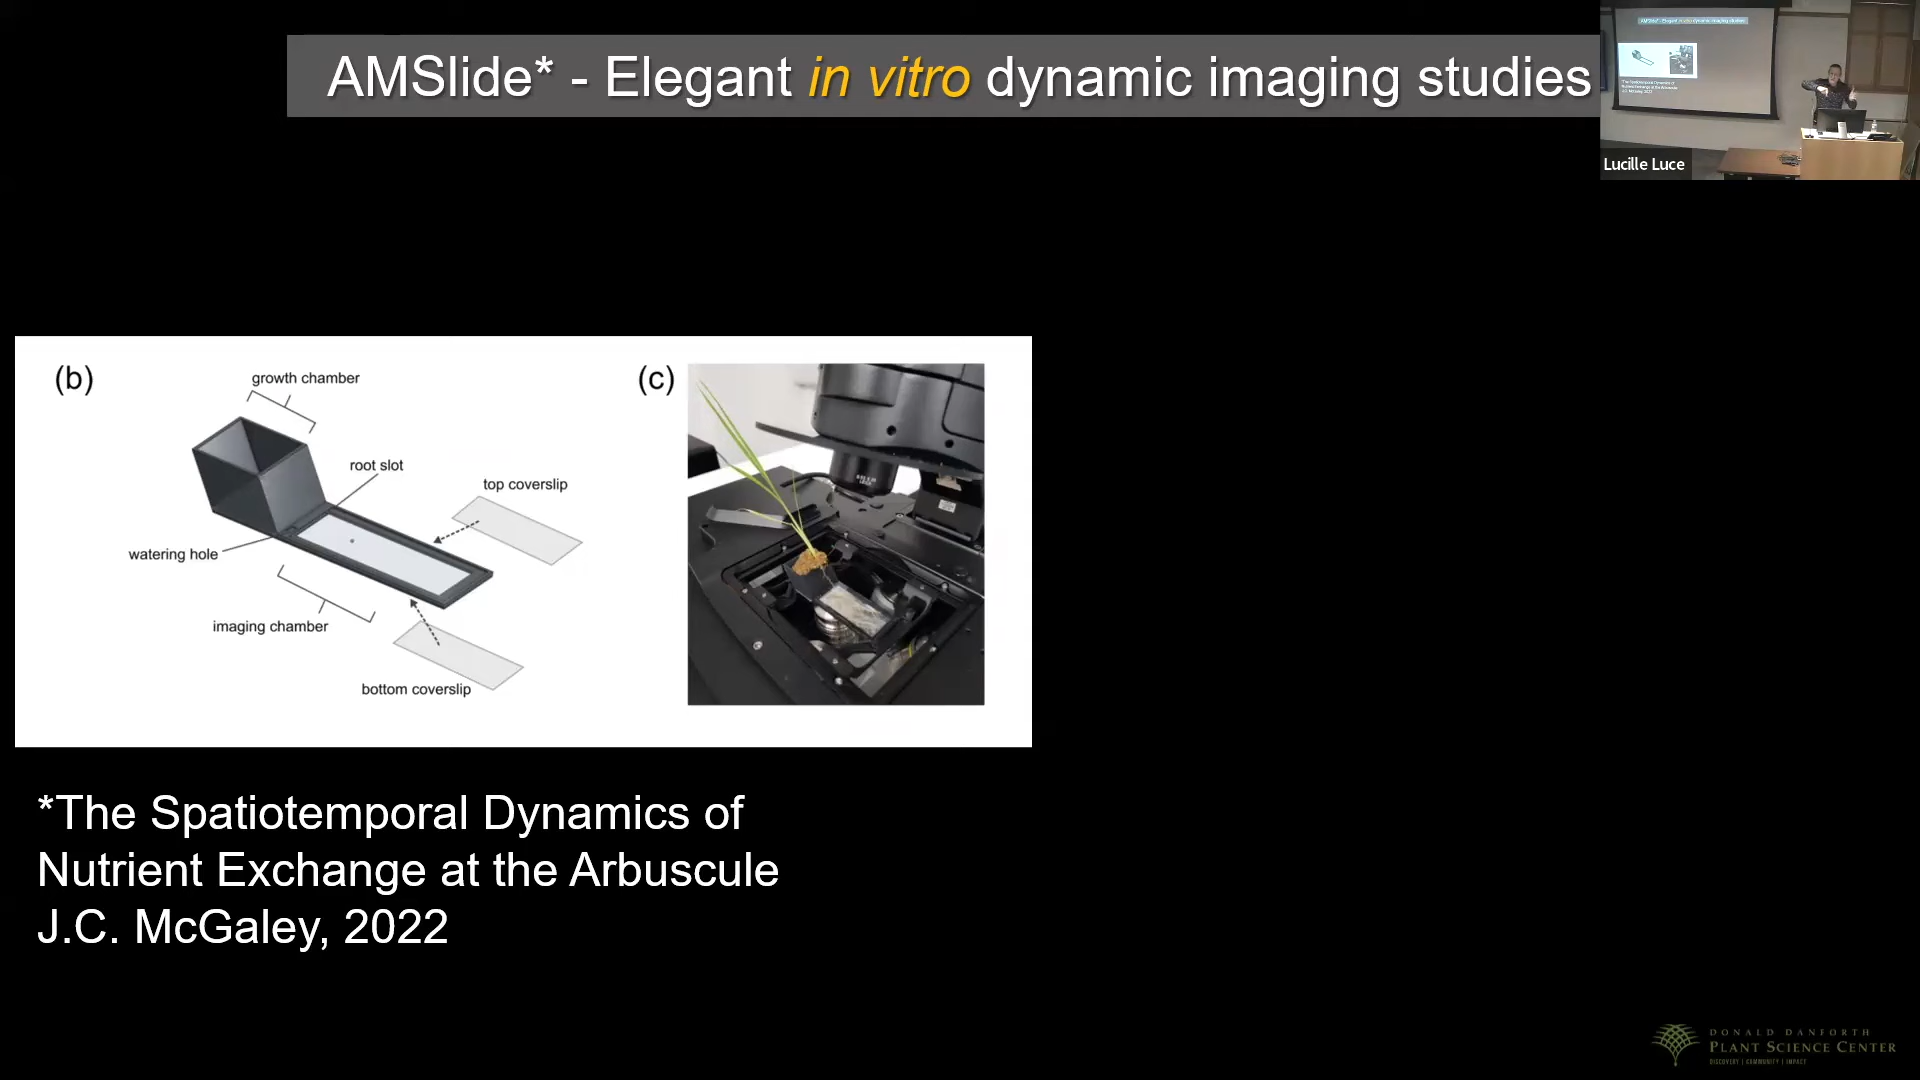 AMSlide* - Elegant in vitro dynamic imaging studies
Lucille Luce
(b)
growth chamber
root slot
top coverslip
watering hole
imaging chamber
bottom coverslip
(c)
*The Spatiotemporal Dynamics of
Nutrient Exchange at the Arbuscule
J.C. McGaley, 2022
DONALD DANFORTH
PLANT SCIENCE CENTER
DISCOVERY | COMMUNITY | IMPACT